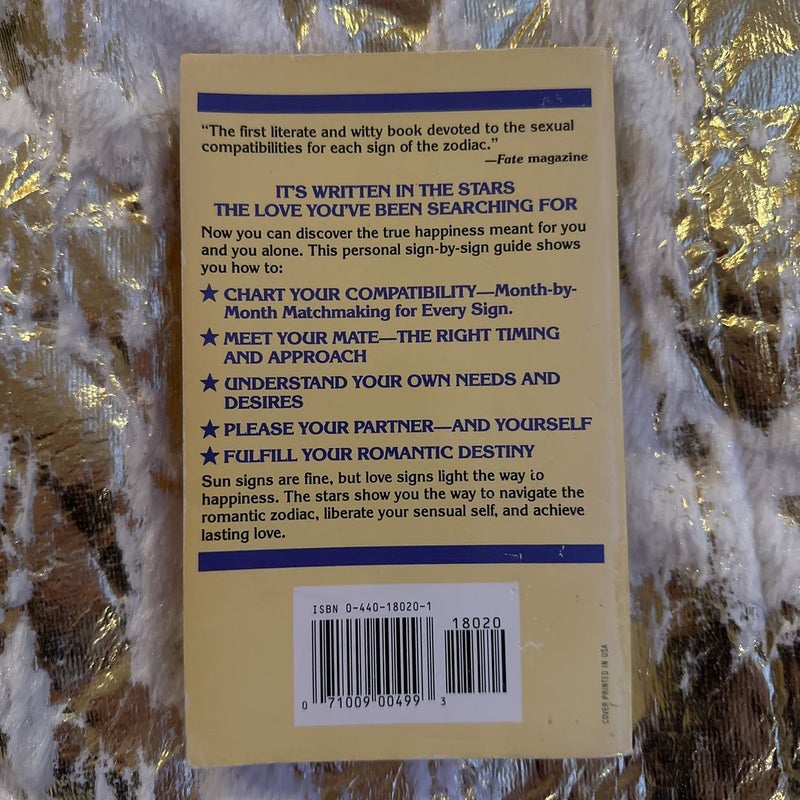 “The first literate and witty book devoted to the sexual
compatibilities for each sign of the zodiac.”
—Fate magazine
IT'S WRITTEN IN THE STARS
THE LOVE YOU'VE BEEN SEARCHING FOR
Now you can discover the true happiness meant for you
and you alone. This personal sign-by-sign guide shows
you how to:
★ CHART YOUR COMPATIBILITY—Month-by-
Month Matchmaking for Every Sign.
★ MEET YOUR MATE—THE RIGHT TIMING
AND APPROACH
★ UNDERSTAND YOUR OWN NEEDS AND
DESIRES
★ PLEASE YOUR PARTNER—AND YOURSELF
★ FULFILL YOUR ROMANTIC DESTINY
Sun signs are fine, but love signs light the way to
happiness. The stars show you the way to navigate the
romantic zodiac, liberate your sensual self, and achieve
lasting love.
ISBN 0-440-18020-1
18020
0 71009 00499 3
COVER PRINTED IN USA